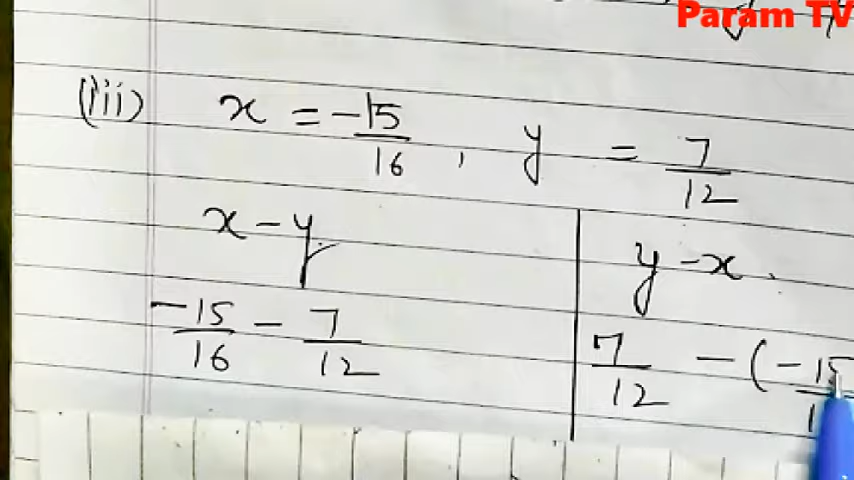 Param TV
(iii) x = -15/16 , y = 7/12
x - y
y - x .
-15/16 - 7/12
7/12 - ( -15